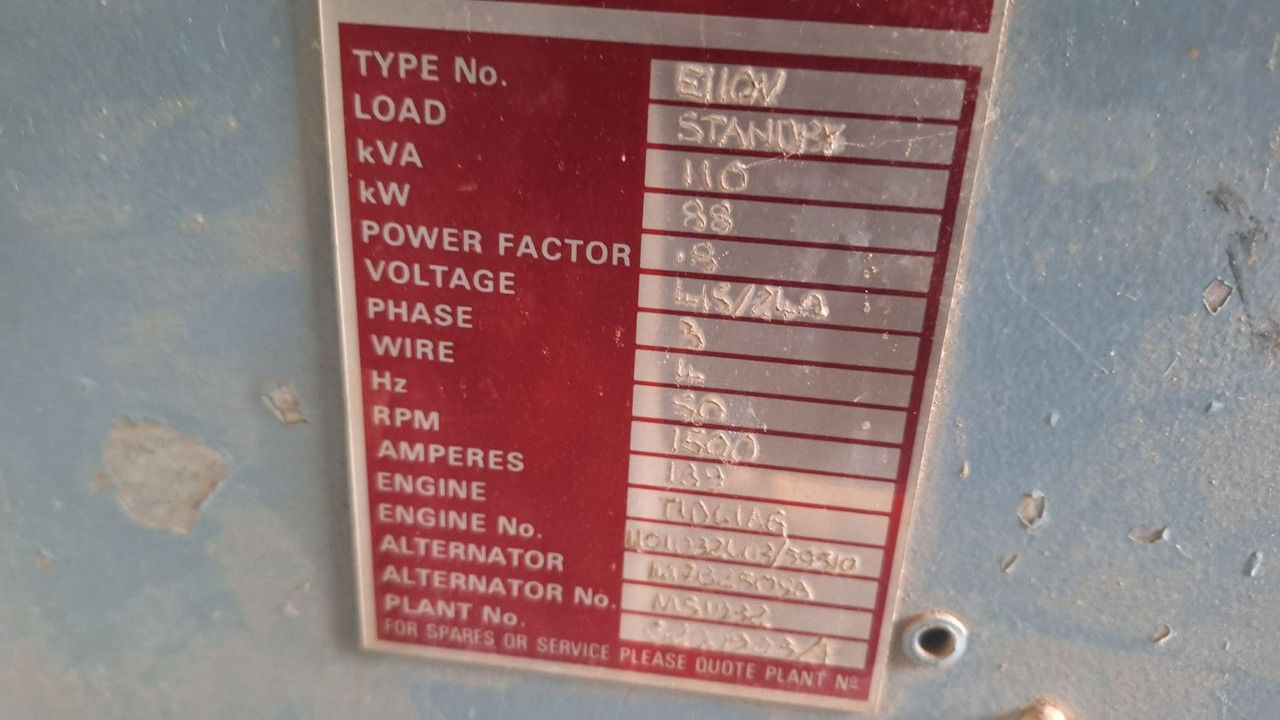 TYPE No. E110V
LOAD STANDBY
kVA 110
kW 88
POWER FACTOR .8
VOLTAGE 415/240
PHASE 3
WIRE 4
Hz 50
RPM 1500
AMPERES 139
ENGINE
ENGINE No.
ALTERNATOR
ALTERNATOR No.
PLANT No.
FOR SPARES OR SERVICE PLEASE QUOTE PLANT Nº